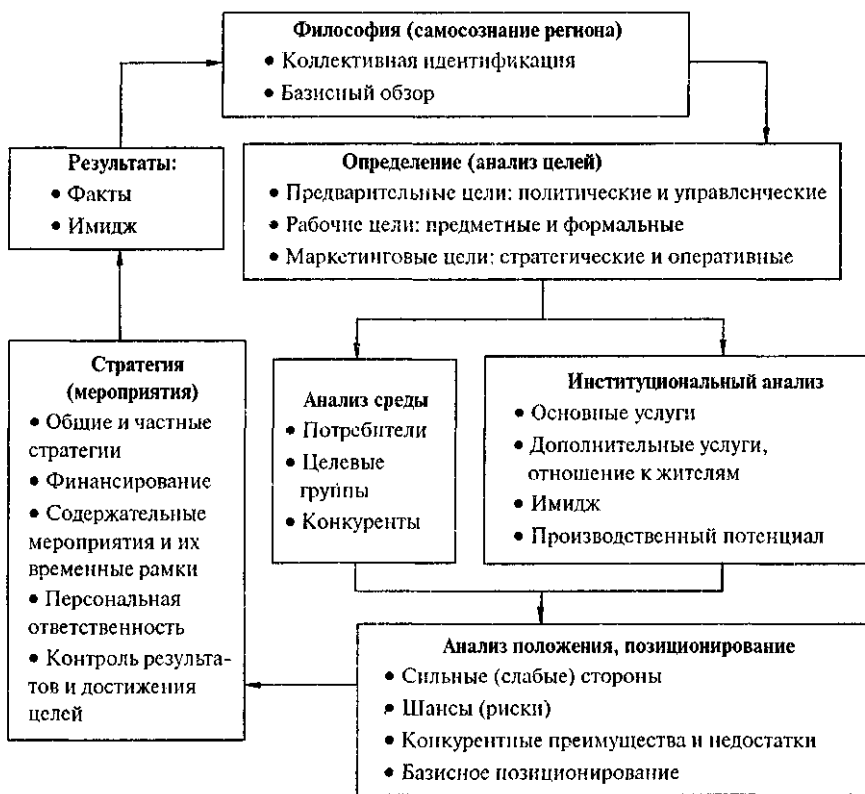 Философия (самосознание региона)
• Коллективная идентификация
• Базисный обзор
Результаты:
• Факты
• Имидж
Определение (анализ целей)
• Предварительные цели: политические и управленческие
• Рабочие цели: предметные и формальные
• Маркетинговые цели: стратегические и оперативные
Стратегия
(мероприятия)
• Общие и частные
стратегии
• Финансирование
• Содержательные
мероприятия и их
временные рамки
• Персональная
ответственность
• Контроль результа-
тов и достижения
целей
Анализ среды
• Потребители
• Целевые
группы
• Конкуренты
Институциональный анализ
• Основные услуги
• Дополнительные услуги,
отношение к жителям
• Имидж
• Производственный потенциал
Анализ положения, позиционирование
• Сильные (слабые) стороны
• Шансы (риски)
• Конкурентные преимущества и недостатки
• Базисное позиционирование